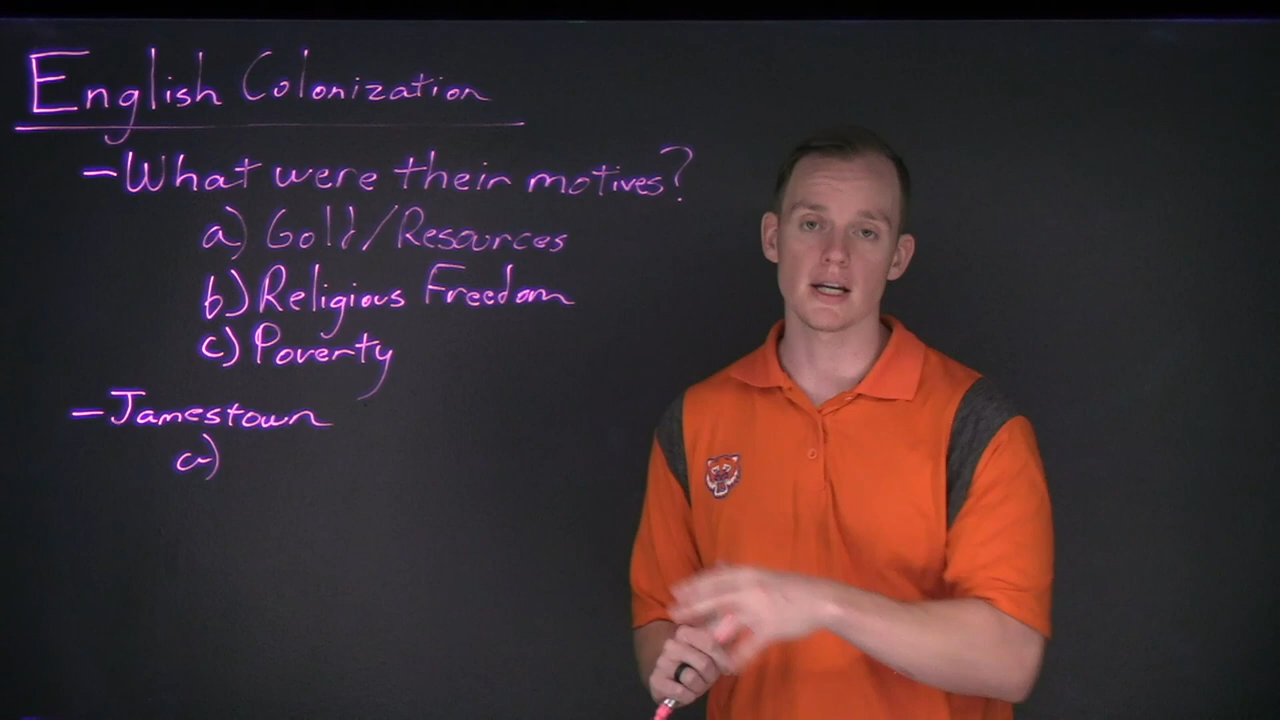 English Colonization
- What were their motives?
a) Gold/Resources
b) Religious Freedom
c) Poverty
- Jamestown
a)